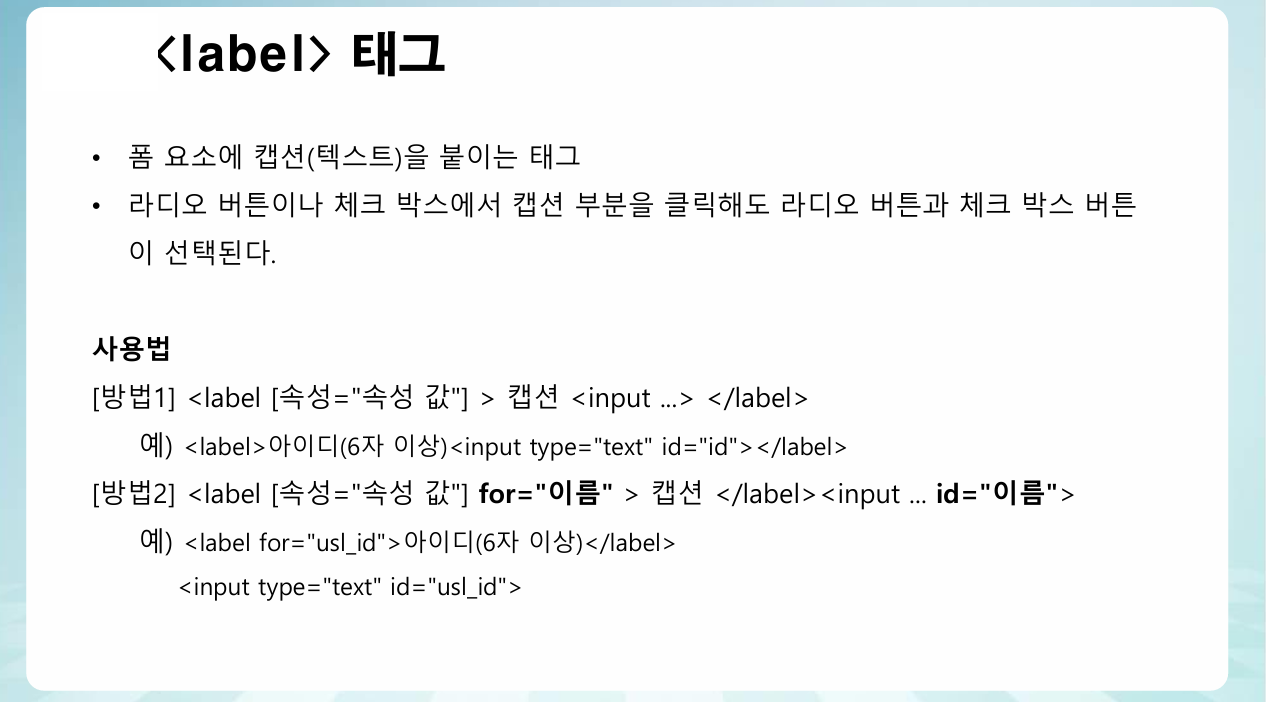 <label> 태그
• 폼 요소에 캡션(텍스트)을 붙이는 태그
• 라디오 버튼이나 체크 박스에서 캡션 부분을 클릭해도 라디오 버튼과 체크 박스 버튼
이 선택된다.
사용법
[방법1] <label [속성="속성 값"] > 캡션 <input ...> </label>
예) <label>아이디(6자 이상)<input type="text" id="id"></label>
[방법2] <label [속성="속성 값"] for="이름" > 캡션 </label><input ... id="이름">
예) <label for="usl_id">아이디(6자 이상)</label>
<input type="text" id="usl_id">